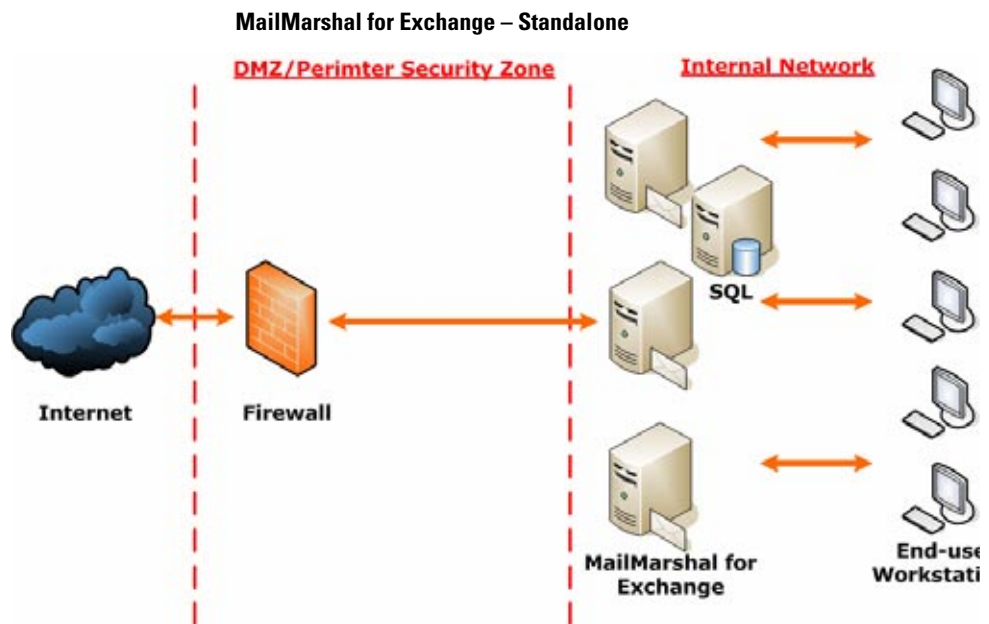 MailMarshal for Exchange – Standalone
DMZ/Perimter Security Zone
Internal Network
SQL
Internet
Firewall
MailMarshal for
Exchange
End-use
Workstati